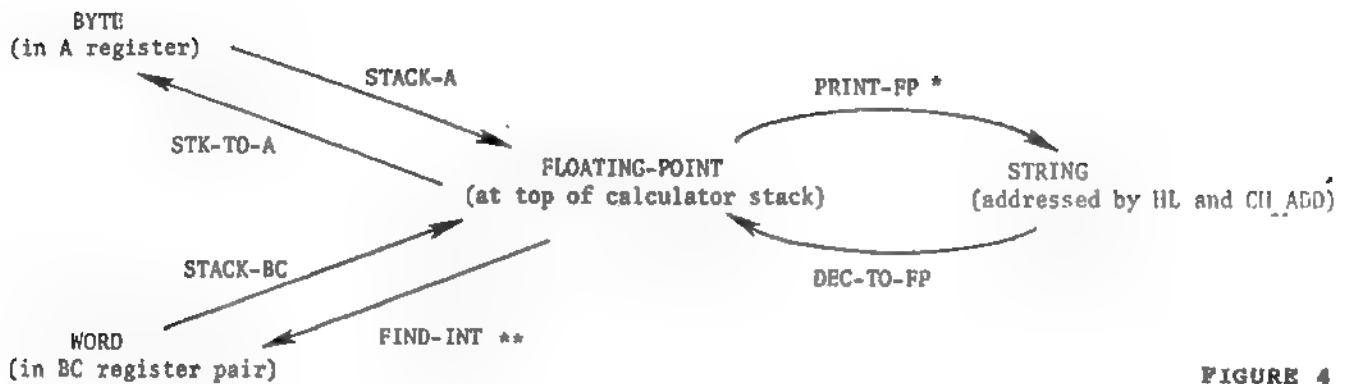 BYTE
(in A register)
STACK-A
PRINT-FP *
STK-TO-A
FLOATING-POINT
(at top of calculator stack)
STRING
(addressed by HL and CH_ADD)
STACK-BC
DEC-TO-FP
WORD
(in BC register pair)
FIND-INT **
FIGURE 4